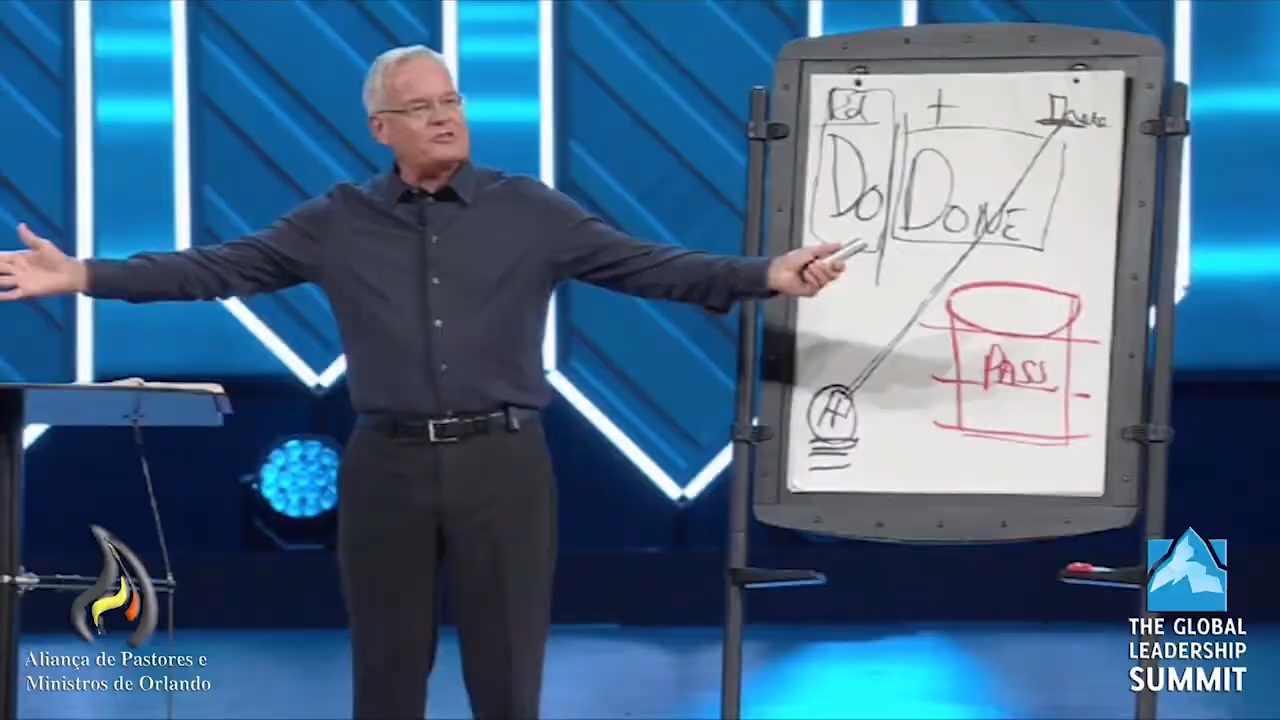 +
DO
DONE
PASS
Aliança de Pastores e
Ministros de Orlando
THE GLOBAL
LEADERSHIP
SUMMIT